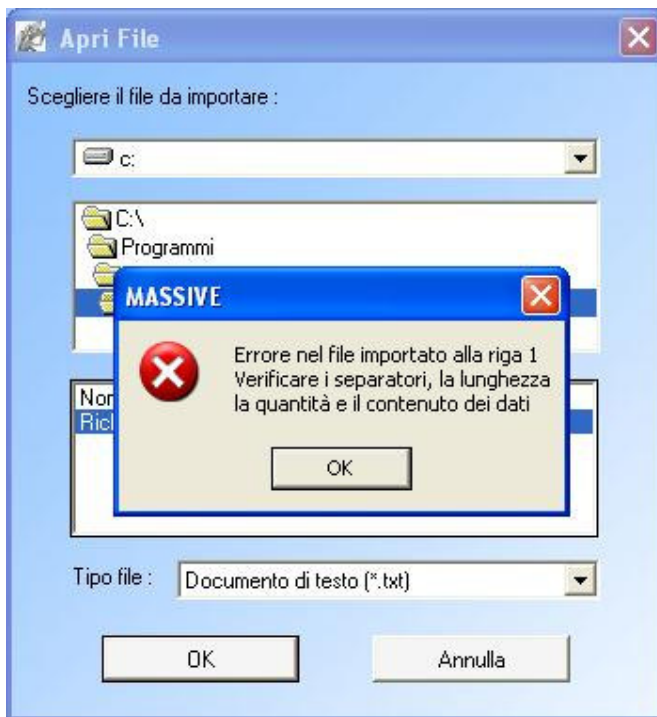 Apri File
Scegliere il file da importare :
c:
C:\
Programmi
MASSIVE
Errore nel file importato alla riga 1
Verificare i separatori, la lunghezza
la quantità e il contenuto dei dati
OK
Tipo file :
Documento di testo (*.txt)
OK
Annulla